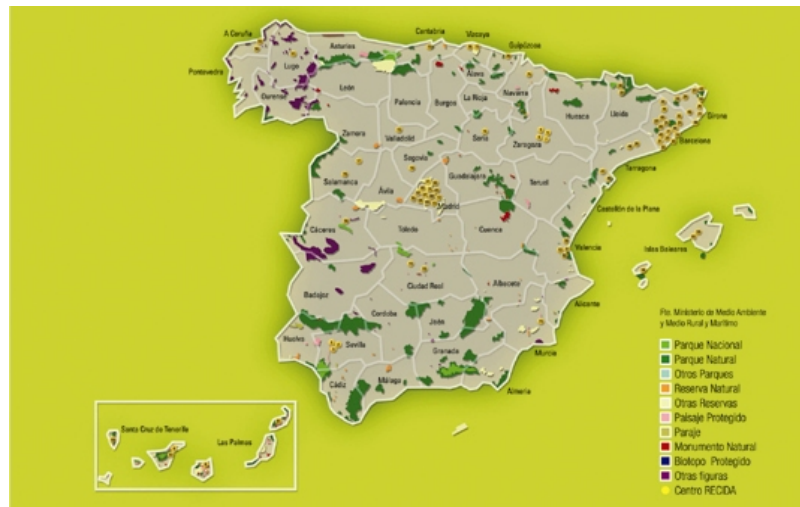 A Coruña
Lugo
Pontevedra
Ourense
Asturias
Cantabria
Vizcaya
Guipúzcoa
Álava
Navarra
León
Palencia
Burgos
La Rioja
Huesca
Lleida
Girona
Barcelona
Zamora
Valladolid
Soria
Zaragoza
Tarragona
Segovia
Salamanca
Ávila
Guadalajara
Teruel
Madrid
Castellón de la Plana
Cáceres
Toledo
Cuenca
Valencia
Islas Baleares
Ciudad Real
Albacete
Badajoz
Alicante
Córdoba
Jaén
Murcia
Huelva
Sevilla
Granada
Cádiz
Málaga
Almería
Santa Cruz de Tenerife
Las Palmas
Fte. Ministerio de Medio Ambiente
y Medio Rural y Marítimo
Parque Nacional
Parque Natural
Otros Parques
Reserva Natural
Otras Reservas
Paisaje Protegido
Paraje
Monumento Natural
Biotopo Protegido
Otras figuras
Centro RECIDA